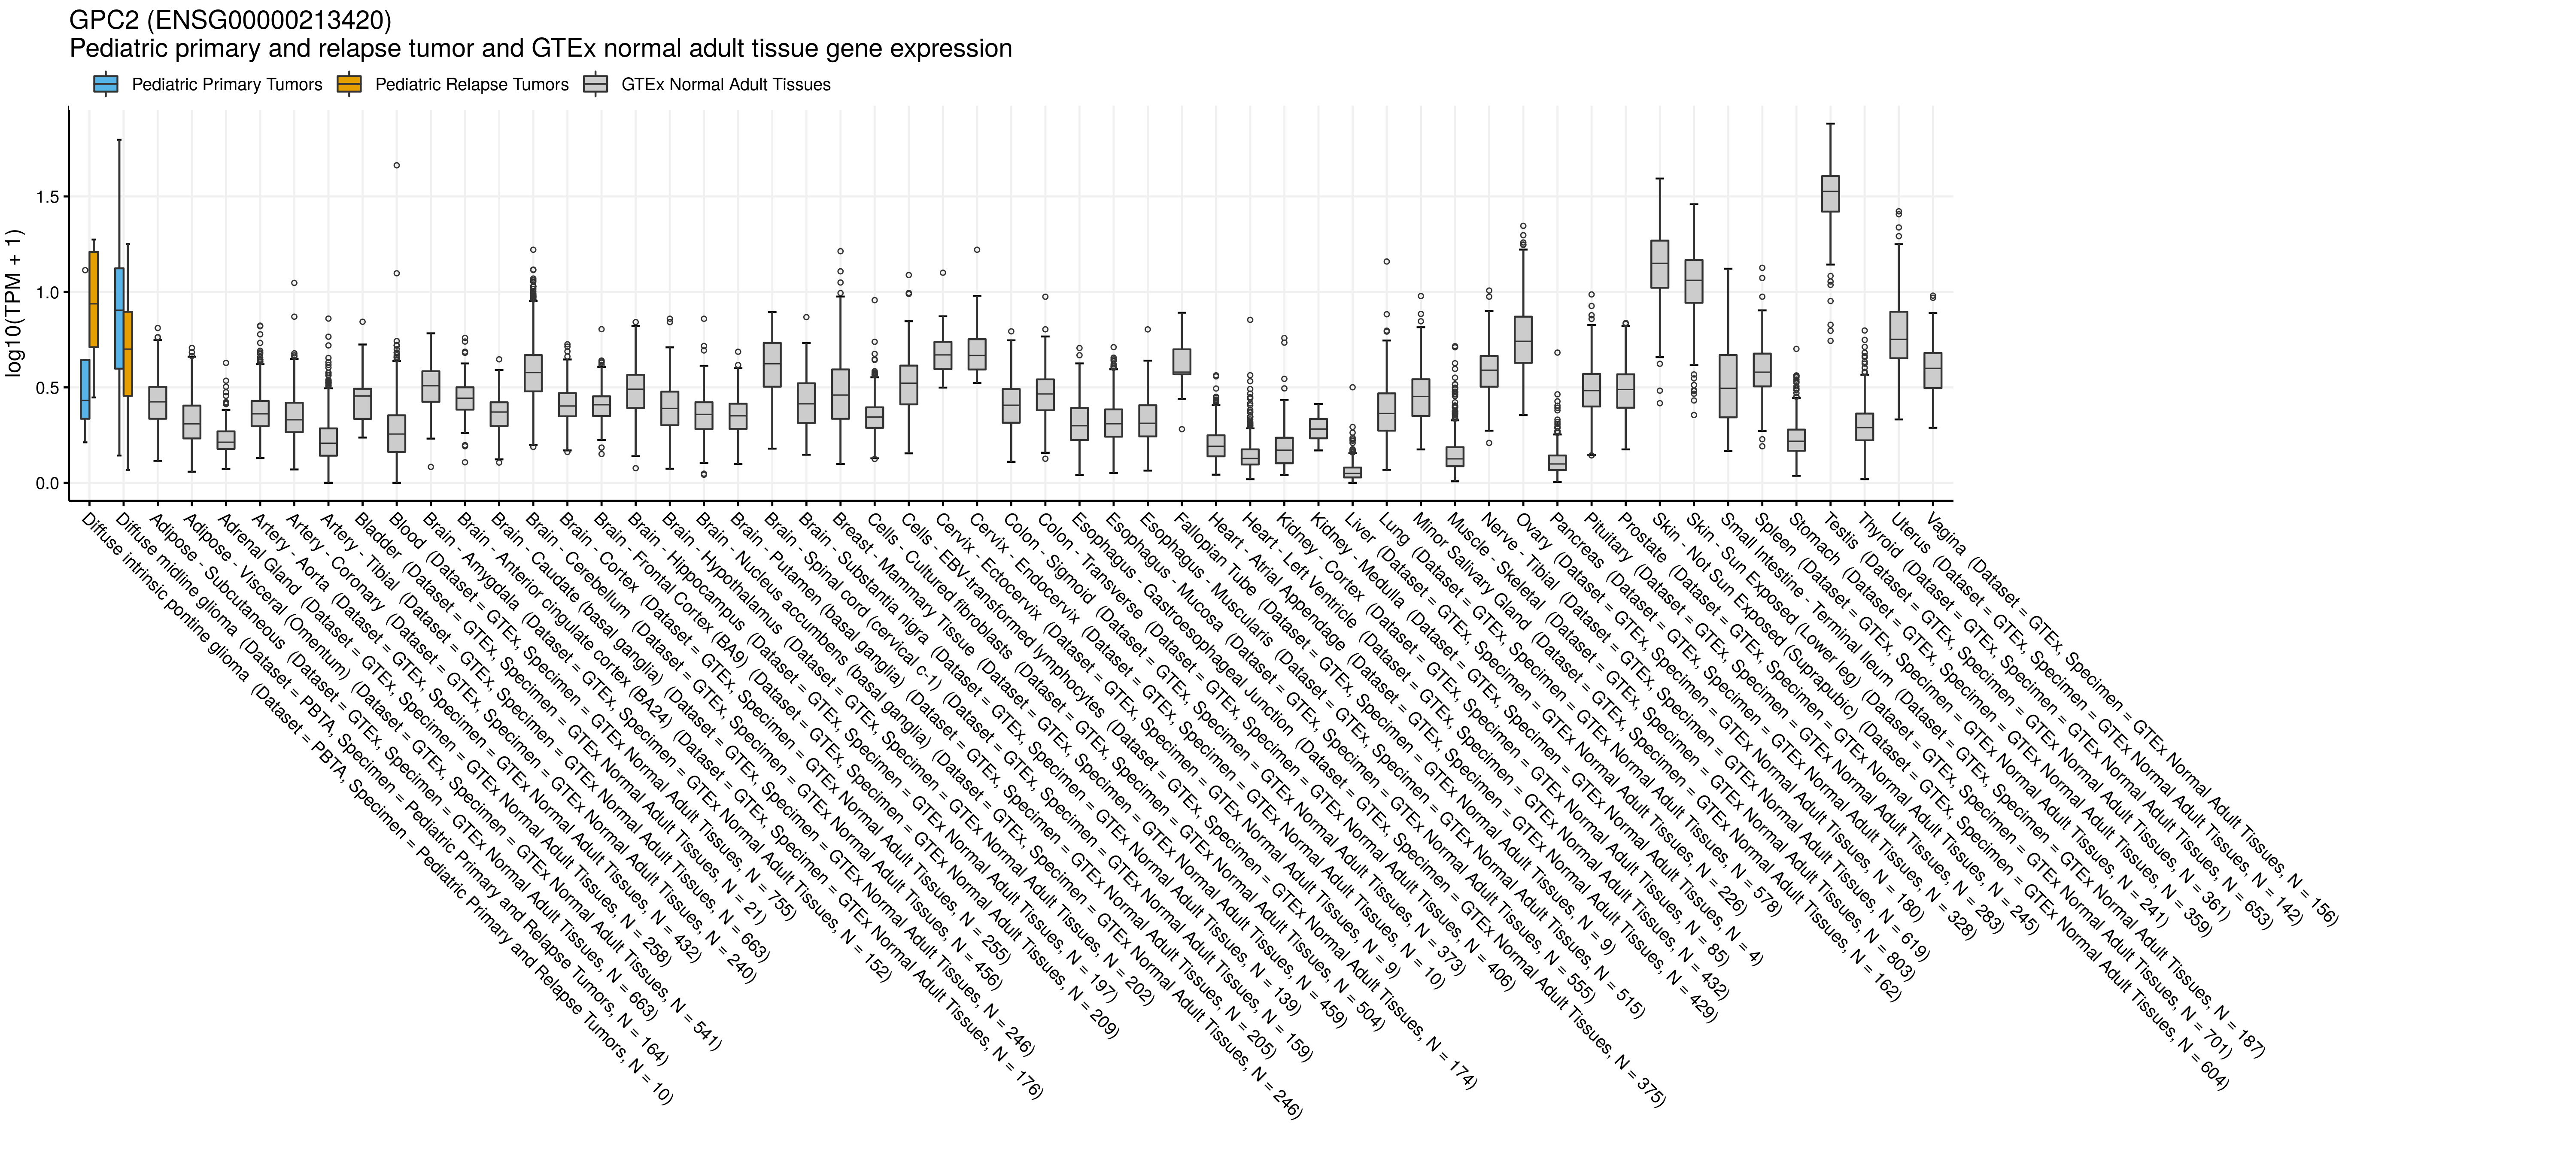 GPC2 (ENSG00000213420)
Pediatric primary and relapse tumor and GTEx normal adult tissue gene expression
Pediatric Primary Tumors
Pediatric Relapse Tumors
GTEx Normal Adult Tissues
log10(TPM + 1)
1.5
1.0
0.5
0.0
Diffuse intrinsic pontine glioma (Dataset = PBTA, Specimen = Pediatric Primary and Relapse Tumors, N = 10)
Diffuse midline glioma (Dataset = PBTA, Specimen = Pediatric Primary and Relapse Tumors, N = 164)
Adipose - Subcutaneous (Dataset = GTEx, Specimen = GTEx Normal Adult Tissues, N = 663)
Adipose - Visceral (Omentum) (Dataset = GTEx, Specimen = GTEx Normal Adult Tissues, N = 541)
Adrenal Gland (Dataset = GTEx, Specimen = GTEx Normal Adult Tissues, N = 258)
Artery - Aorta (Dataset = GTEx, Specimen = GTEx Normal Adult Tissues, N = 432)
Artery - Coronary (Dataset = GTEx, Specimen = GTEx Normal Adult Tissues, N = 240)
Artery - Tibial (Dataset = GTEx, Specimen = GTEx Normal Adult Tissues, N = 663)
Bladder (Dataset = GTEx, Specimen = GTEx Normal Adult Tissues, N = 21)
Blood (Dataset = GTEx, Specimen = GTEx Normal Adult Tissues, N = 755)
Brain - Amygdala (Dataset = GTEx, Specimen = GTEx Normal Adult Tissues, N = 152)
Brain - Anterior cingulate cortex (BA24) (Dataset = GTEx, Specimen = GTEx Normal Adult Tissues, N = 176)
Brain - Caudate (basal ganglia) (Dataset = GTEx, Specimen = GTEx Normal Adult Tissues, N = 246)
Brain - Cerebellum (Dataset = GTEx, Specimen = GTEx Normal Adult Tissues, N = 456)
Brain - Cortex (Dataset = GTEx, Specimen = GTEx Normal Adult Tissues, N = 255)
Brain - Frontal Cortex (BA9) (Dataset = GTEx, Specimen = GTEx Normal Adult Tissues, N = 209)
Brain - Hippocampus (Dataset = GTEx, Specimen = GTEx Normal Adult Tissues, N = 197)
Brain - Hypothalamus (Dataset = GTEx, Specimen = GTEx Normal Adult Tissues, N = 202)
Brain - Nucleus accumbens (basal ganglia) (Dataset = GTEx, Specimen = GTEx Normal Adult Tissues, N = 246)
Brain - Putamen (basal ganglia) (Dataset = GTEx, Specimen = GTEx Normal Adult Tissues, N = 205)
Brain - Spinal cord (cervical c-1) (Dataset = GTEx, Specimen = GTEx Normal Adult Tissues, N = 159)
Brain - Substantia nigra (Dataset = GTEx, Specimen = GTEx Normal Adult Tissues, N = 139)
Breast - Mammary Tissue (Dataset = GTEx, Specimen = GTEx Normal Adult Tissues, N = 459)
Cells - Cultured fibroblasts (Dataset = GTEx, Specimen = GTEx Normal Adult Tissues, N = 504)
Cells - EBV-transformed lymphocytes (Dataset = GTEx, Specimen = GTEx Normal Adult Tissues, N = 174)
Cervix - Ectocervix (Dataset = GTEx, Specimen = GTEx Normal Adult Tissues, N = 9)
Cervix - Endocervix (Dataset = GTEx, Specimen = GTEx Normal Adult Tissues, N = 10)
Colon - Sigmoid (Dataset = GTEx, Specimen = GTEx Normal Adult Tissues, N = 373)
Colon - Transverse (Dataset = GTEx, Specimen = GTEx Normal Adult Tissues, N = 406)
Esophagus - Gastroesophageal Junction (Dataset = GTEx, Specimen = GTEx Normal Adult Tissues, N = 375)
Esophagus - Mucosa (Dataset = GTEx, Specimen = GTEx Normal Adult Tissues, N = 555)
Esophagus - Muscularis (Dataset = GTEx, Specimen = GTEx Normal Adult Tissues, N = 515)
Fallopian Tube (Dataset = GTEx, Specimen = GTEx Normal Adult Tissues, N = 9)
Heart - Atrial Appendage (Dataset = GTEx, Specimen = GTEx Normal Adult Tissues, N = 429)
Heart - Left Ventricle (Dataset = GTEx, Specimen = GTEx Normal Adult Tissues, N = 432)
Kidney - Cortex (Dataset = GTEx, Specimen = GTEx Normal Adult Tissues, N = 85)
Kidney - Medulla (Dataset = GTEx, Specimen = GTEx Normal Adult Tissues, N = 4)
Liver (Dataset = GTEx, Specimen = GTEx Normal Adult Tissues, N = 226)
Lung (Dataset = GTEx, Specimen = GTEx Normal Adult Tissues, N = 578)
Minor Salivary Gland (Dataset = GTEx, Specimen = GTEx Normal Adult Tissues, N = 162)
Muscle - Skeletal (Dataset = GTEx, Specimen = GTEx Normal Adult Tissues, N = 803)
Nerve - Tibial (Dataset = GTEx, Specimen = GTEx Normal Adult Tissues, N = 619)
Ovary (Dataset = GTEx, Specimen = GTEx Normal Adult Tissues, N = 180)
Pancreas (Dataset = GTEx, Specimen = GTEx Normal Adult Tissues, N = 328)
Pituitary (Dataset = GTEx, Specimen = GTEx Normal Adult Tissues, N = 283)
Prostate (Dataset = GTEx, Specimen = GTEx Normal Adult Tissues, N = 245)
Skin - Not Sun Exposed (Suprapubic) (Dataset = GTEx, Specimen = GTEx Normal Adult Tissues, N = 604)
Skin - Sun Exposed (Lower leg) (Dataset = GTEx, Specimen = GTEx Normal Adult Tissues, N = 701)
Small Intestine - Terminal Ileum (Dataset = GTEx, Specimen = GTEx Normal Adult Tissues, N = 187)
Spleen (Dataset = GTEx, Specimen = GTEx Normal Adult Tissues, N = 241)
Stomach (Dataset = GTEx, Specimen = GTEx Normal Adult Tissues, N = 359)
Testis (Dataset = GTEx, Specimen = GTEx Normal Adult Tissues, N = 361)
Thyroid (Dataset = GTEx, Specimen = GTEx Normal Adult Tissues, N = 653)
Uterus (Dataset = GTEx, Specimen = GTEx Normal Adult Tissues, N = 142)
Vagina (Dataset = GTEx, Specimen = GTEx Normal Adult Tissues, N = 156)